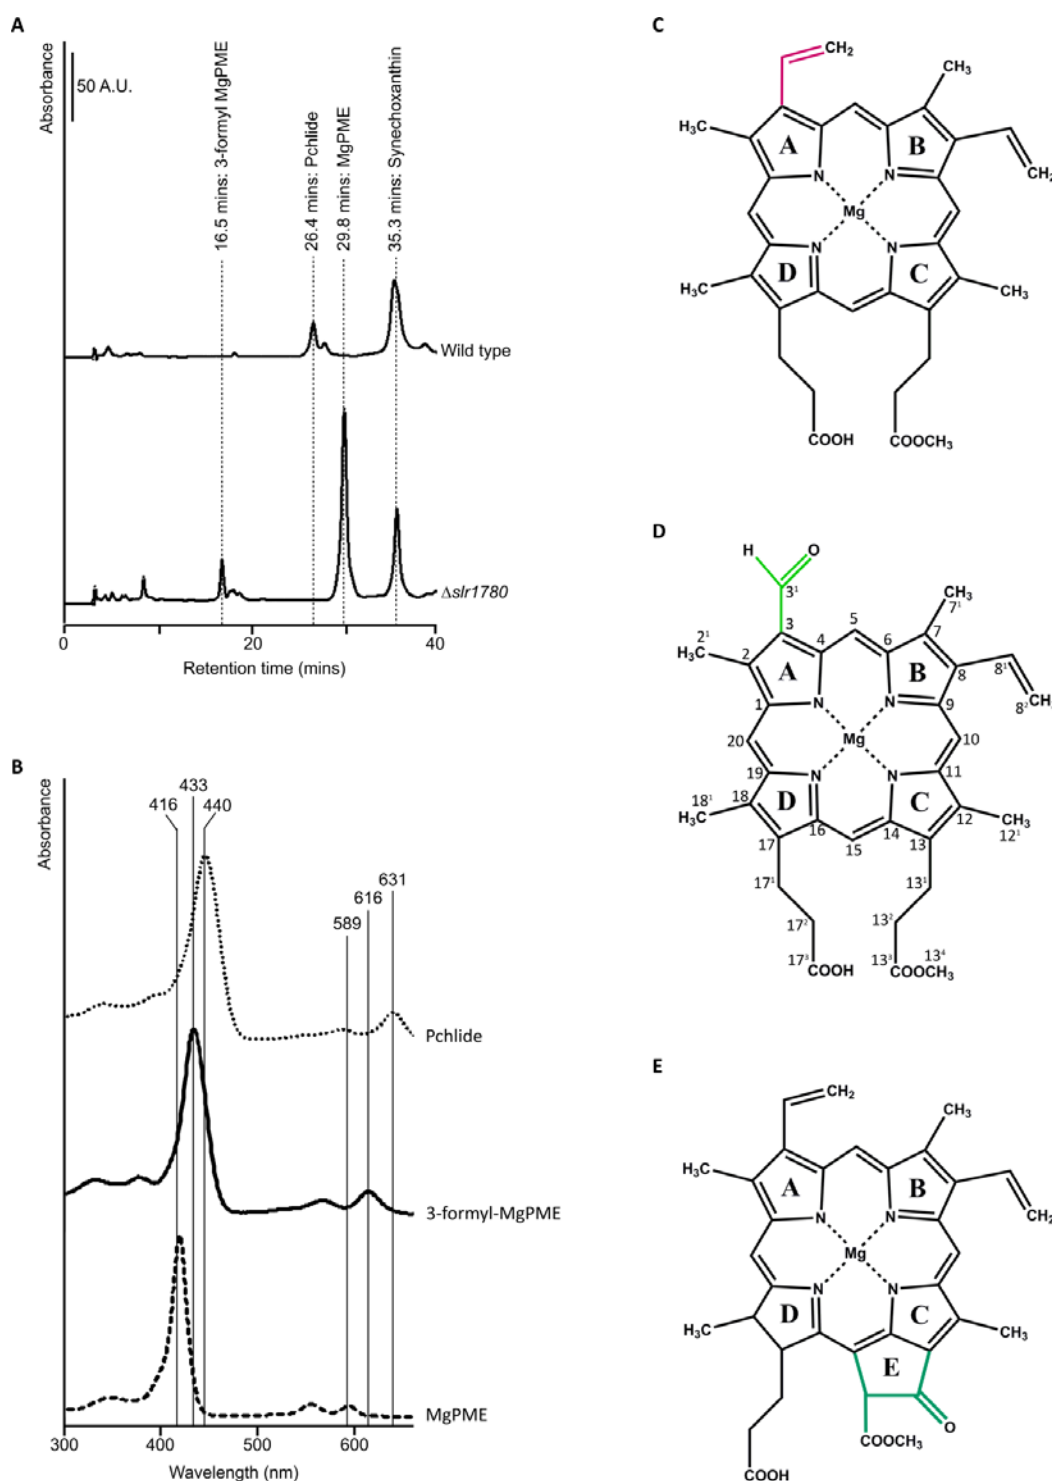 A
Absorbance
50 A.U.
16.5 mins: 3-formyl MgPME
26.4 mins: Pchlide
29.8 mins: MgPME
35.3 mins: Synechoxanthin
Wild type
Δslr1780
0
20
40
Retention time (mins)
B
Absorbance
416
433
440
589
616
631
Pchlide
3-formyl-MgPME
MgPME
300
400
500
600
Wavelength (nm)
C
CH₂
CH₃
H₃C
A
B
CH₂
N
N
Mg
N
N
D
C
H₃C
CH₃
COOH
COOCH₃
D
H
O
3¹
CH₃
7¹
2¹
H₃C
3
4
5
6
7
2
A
B
8
8¹
CH₂
8²
1
N
N
9
20
Mg
10
19
N
N
11
18¹
H₃C
18
D
C
12
CH₃
12¹
17
16
15
14
13
17¹
13¹
17²
13²
17³
COOH
13³
COOCH₃
13⁴
E
CH₂
CH₃
H₃C
A
B
CH₂
N
N
Mg
N
N
D
C
H₃C
CH₃
E
O
COOCH₃
COOH